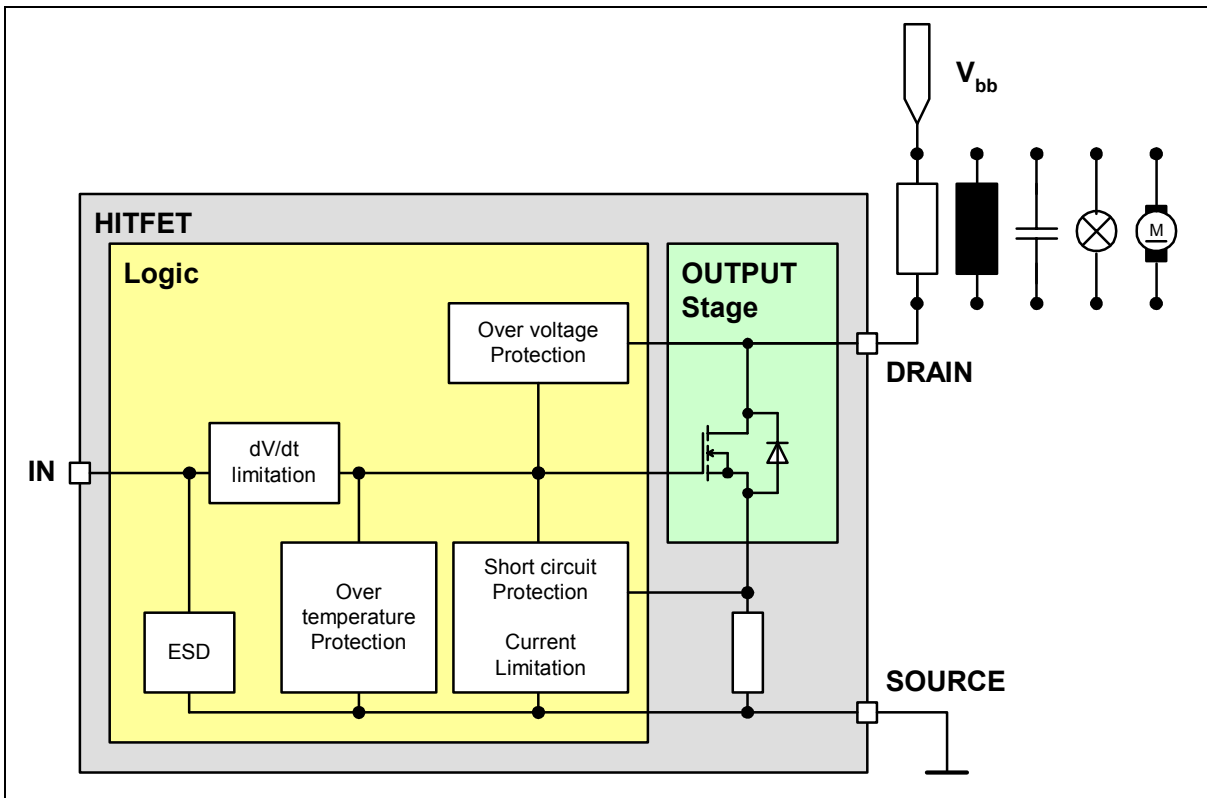 V_bb
HITFET
Logic
OUTPUT
Stage
M
Over voltage
Protection
DRAIN
dV/dt
limitation
IN
Over
temperature
Protection
Short circuit
Protection
Current
Limitation
ESD
SOURCE